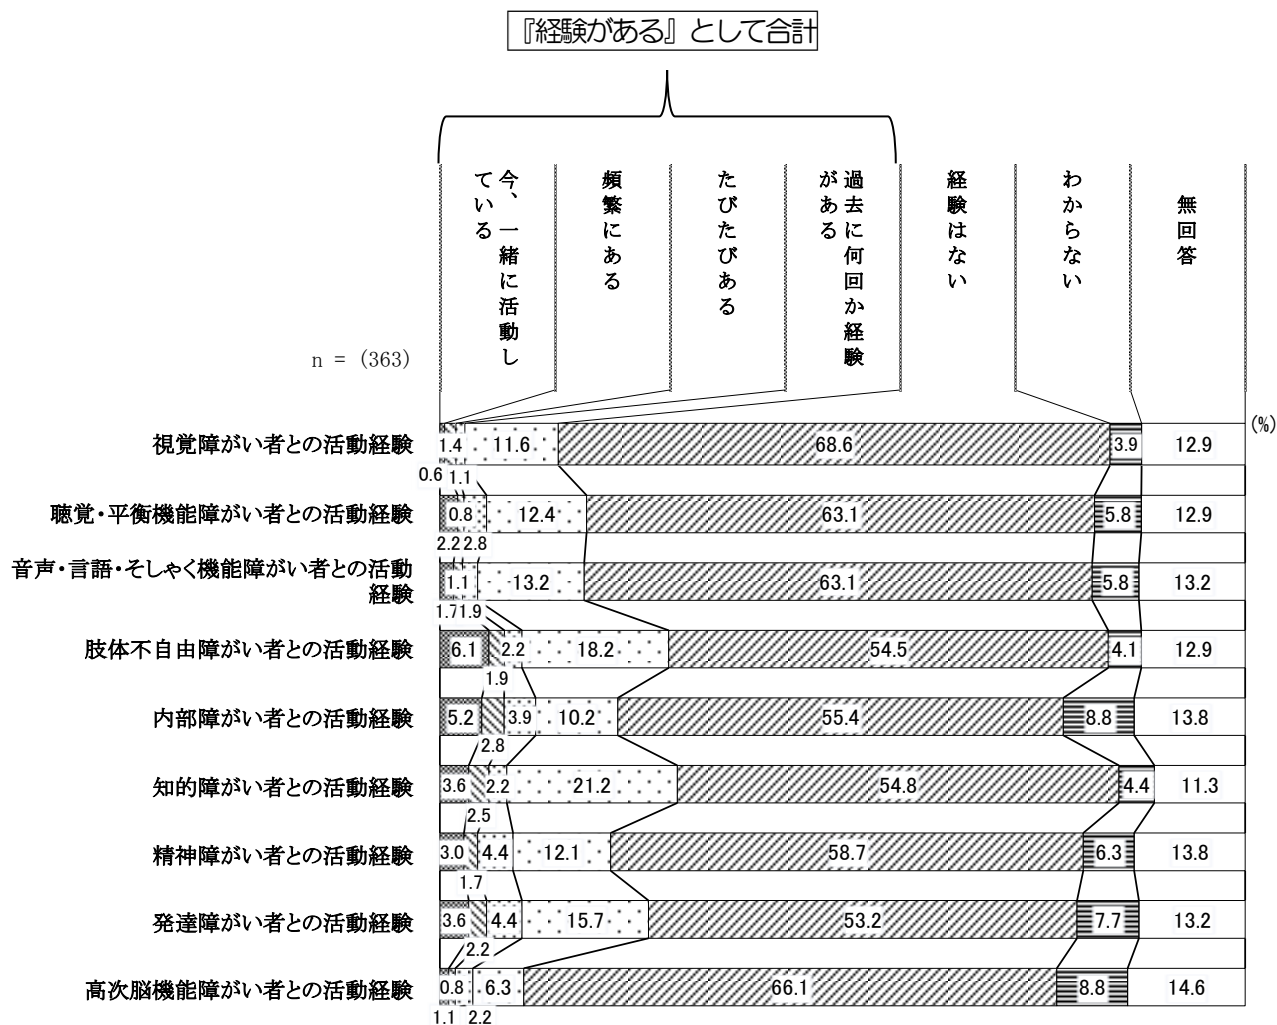 『経験がある』として合計
今、一緒に活動し
ている
頻繁にある
たびたびある
過去に何回か経験
がある
経験はない
わからない
無回答
n = (363)
(%)
視覚障がい者との活動経験
1.4 11.6 68.6 3.9 12.9
0.6 1.1
聴覚・平衡機能障がい者との活動経験
0.8 12.4 63.1 5.8 12.9
2.2 2.8
音声・言語・そしゃく機能障がい者との活動
経験
1.1 13.2 63.1 5.8 13.2
1.7 1.9
肢体不自由障がい者との活動経験
6.1 2.2 18.2 54.5 4.1 12.9
1.9
内部障がい者との活動経験
5.2 3.9 10.2 55.4 8.8 13.8
2.8
知的障がい者との活動経験
3.6 2.2 21.2 54.8 4.4 11.3
2.5
精神障がい者との活動経験
3.0 4.4 12.1 58.7 6.3 13.8
1.7
発達障がい者との活動経験
3.6 4.4 15.7 53.2 7.7 13.2
2.2
高次脳機能障がい者との活動経験
0.8 6.3 66.1 8.8 14.6
1.1 2.2